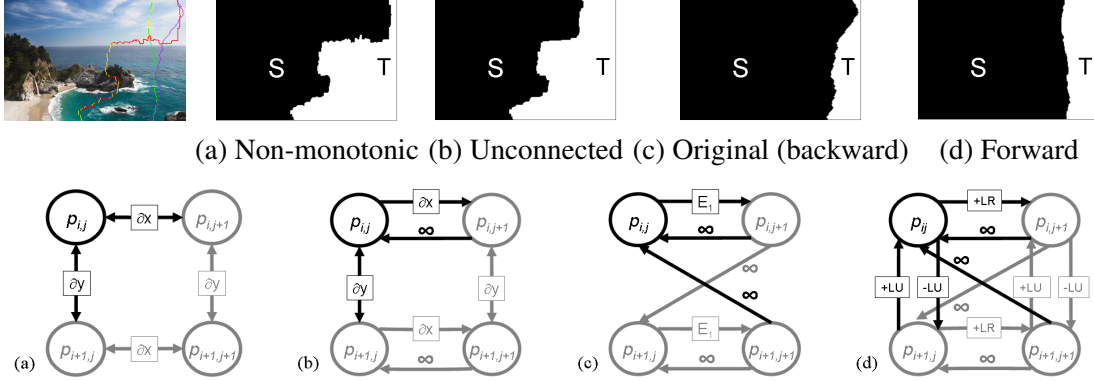 S T S T S T S T
(a) Non-monotonic (b) Unconnected (c) Original (backward) (d) Forward
p_{i,j} ∂x p_{i,j+1} p_{i,j} ∂x ∞ p_{i,j+1} p_{i,j} E_1 ∞ p_{i,j+1} p_{ij} +LR ∞ p_{i,j+1}
∂y ∂y ∂y ∂y ∞ ∞ +LU -LU ∞ ∞ +LU -LU
(a) p_{i+1,j} ∂x p_{i+1,j+1} (b) p_{i+1,j} ∂x ∞ p_{i+1,j+1} (c) p_{i+1,j} E_1 ∞ p_{i+1,j+1} (d) p_{i+1,j} +LR ∞ p_{i+1,j+1}